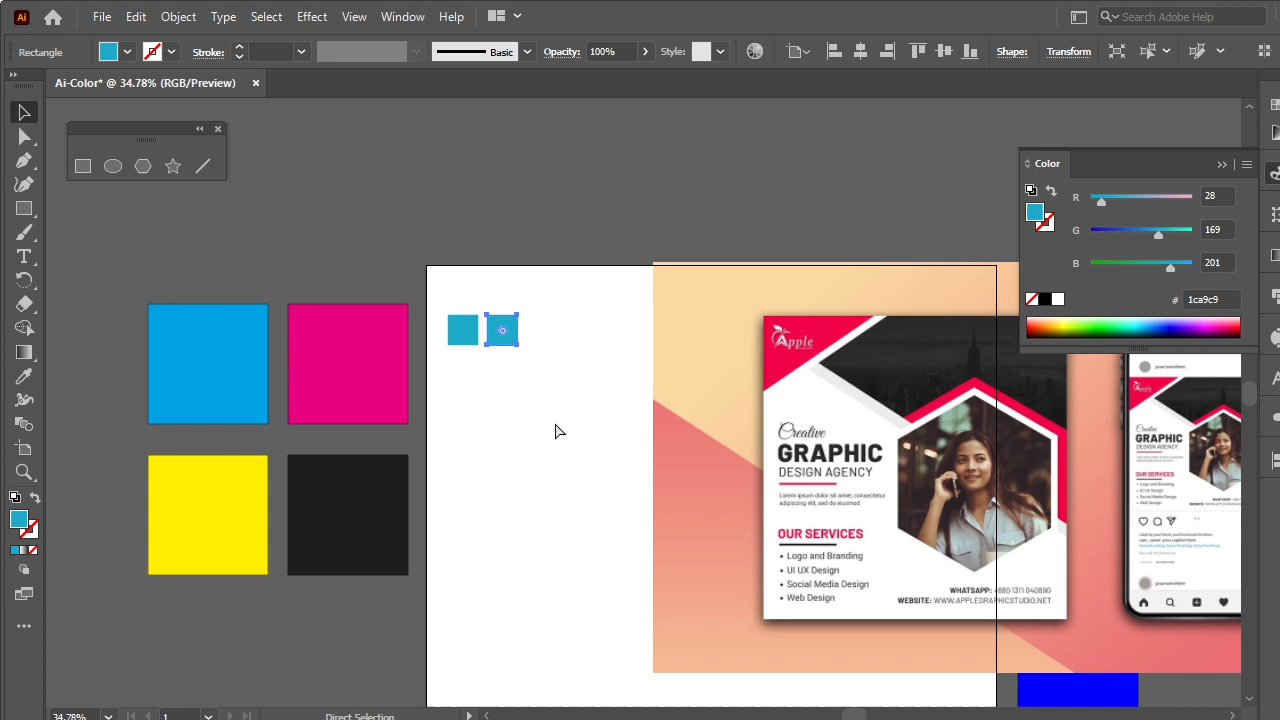 Ai File Edit Object Type Select Effect View Window Help Search Adobe Help
Rectangle Stroke: Basic Opacity: 100% Style: Shape: Transform
Ai-Color* @ 34.78% (RGB/Preview)
Color
R 28
G 169
B 201
# 1ca9c9
Apple
Creative
GRAPHIC
DESIGN AGENCY
Lorem ipsum dolor sit amet, consectetur
adipiscing elit, sed do eiusmod
OUR SERVICES
• Logo and Branding
• UI UX Design
• Social Media Design
• Web Design
WHATSAPP: +880 1311 040890
WEBSITE: WWW.APPLEGRAPHICSTUDIO.NET
Creative
GRAPHIC
DESIGN AGENCY
OUR SERVICES
34.78% 1 Direct Selection